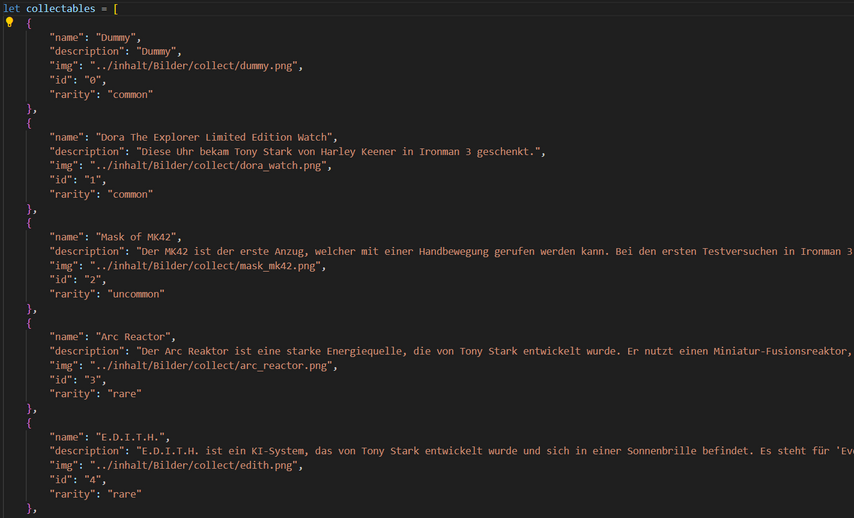 let collectables = [
{
"name": "Dummy",
"description": "Dummy",
"img": "../inhalt/Bilder/collect/dummy.png",
"id": "0",
"rarity": "common"
},
{
"name": "Dora The Explorer Limited Edition Watch",
"description": "Diese Uhr bekam Tony Stark von Harley Keener in Ironman 3 geschenkt.",
"img": "../inhalt/Bilder/collect/dora_watch.png",
"id": "1",
"rarity": "common"
},
{
"name": "Mask of MK42",
"description": "Der MK42 ist der erste Anzug, welcher mit einer Handbewegung gerufen werden kann. Bei den ersten Testversuchen in Ironman 3
"img": "../inhalt/Bilder/collect/mask_mk42.png",
"id": "2",
"rarity": "uncommon"
},
{
"name": "Arc Reactor",
"description": "Der Arc Reaktor ist eine starke Energiequelle, die von Tony Stark entwickelt wurde. Er nutzt einen Miniatur-Fusionsreaktor,
"img": "../inhalt/Bilder/collect/arc_reactor.png",
"id": "3",
"rarity": "rare"
},
{
"name": "E.D.I.T.H.",
"description": "E.D.I.T.H. ist ein KI-System, das von Tony Stark entwickelt wurde und sich in einer Sonnenbrille befindet. Es steht für 'Eve
"img": "../inhalt/Bilder/collect/edith.png",
"id": "4",
"rarity": "rare"
},